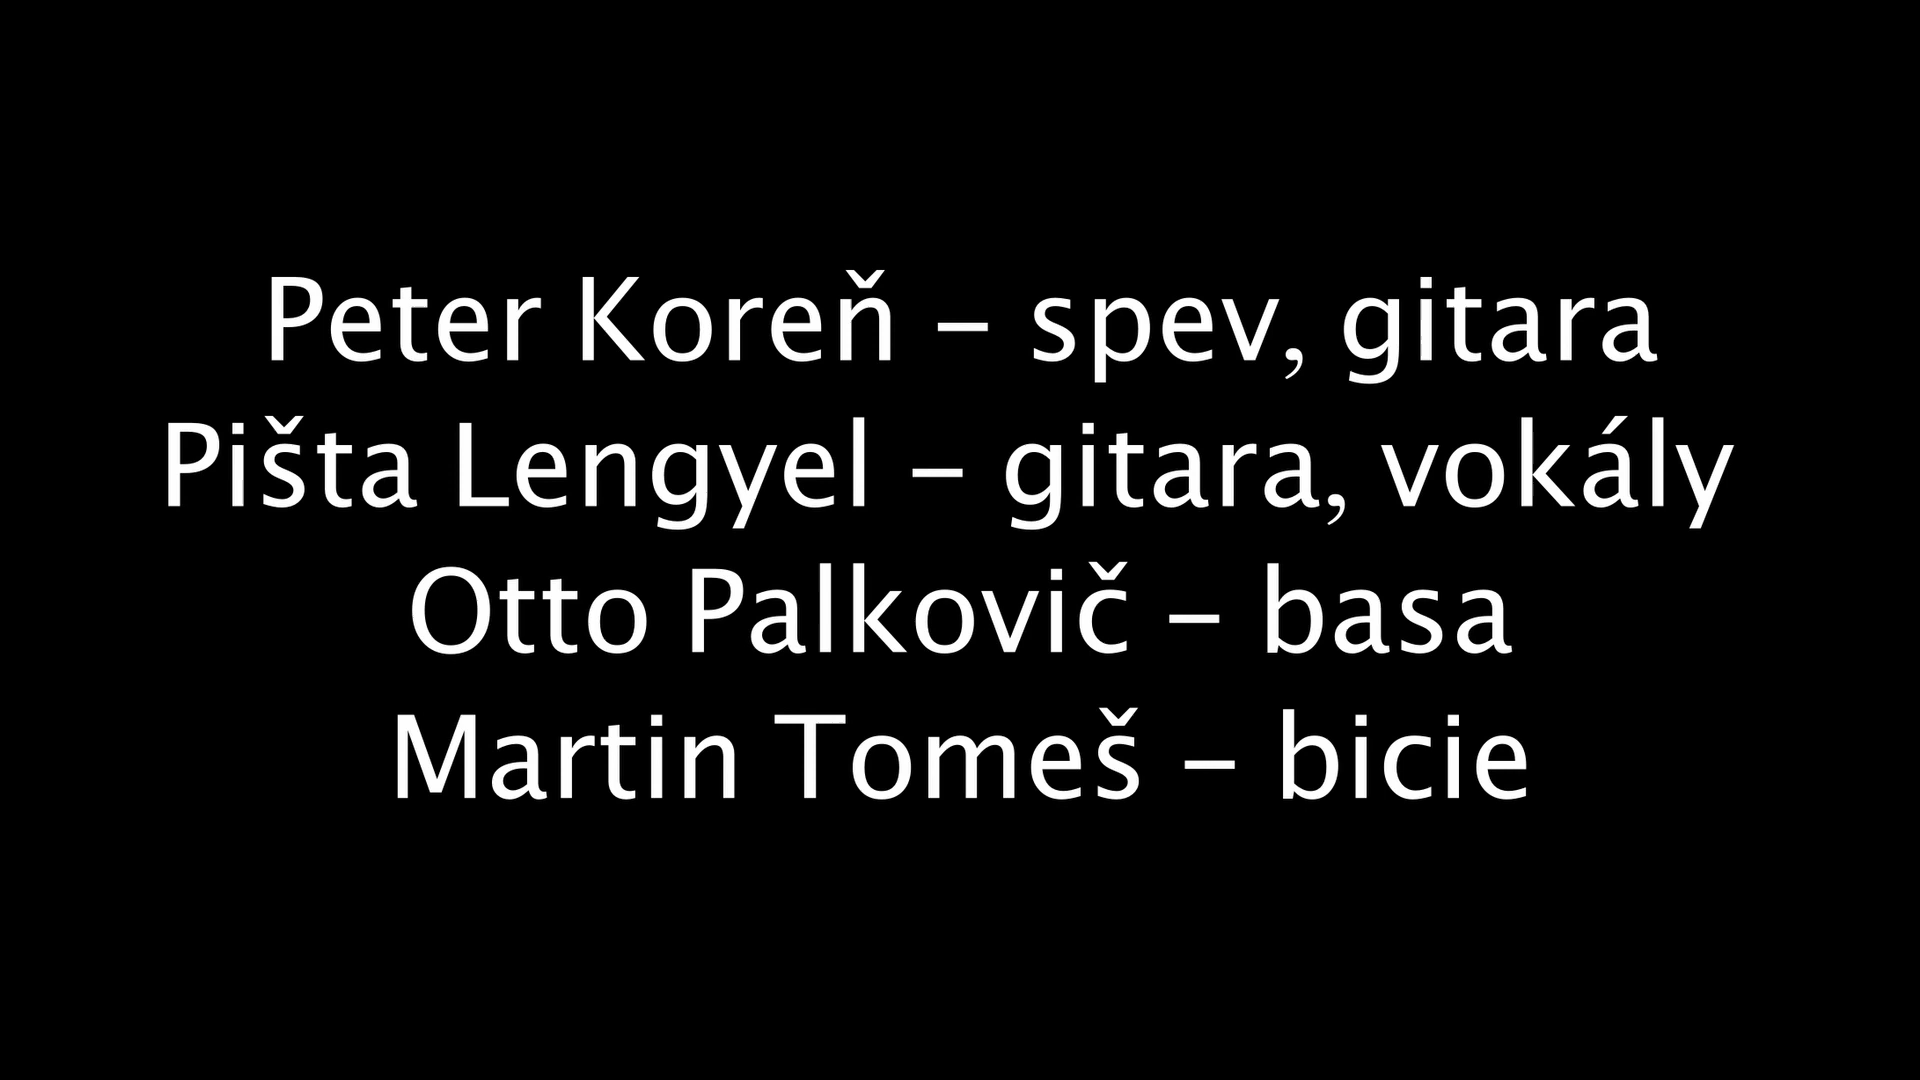 Peter Koreň – spev, gitara
Pišta Lengyel – gitara, vokály
Otto Palkovič – basa
Martin Tomeš – bicie